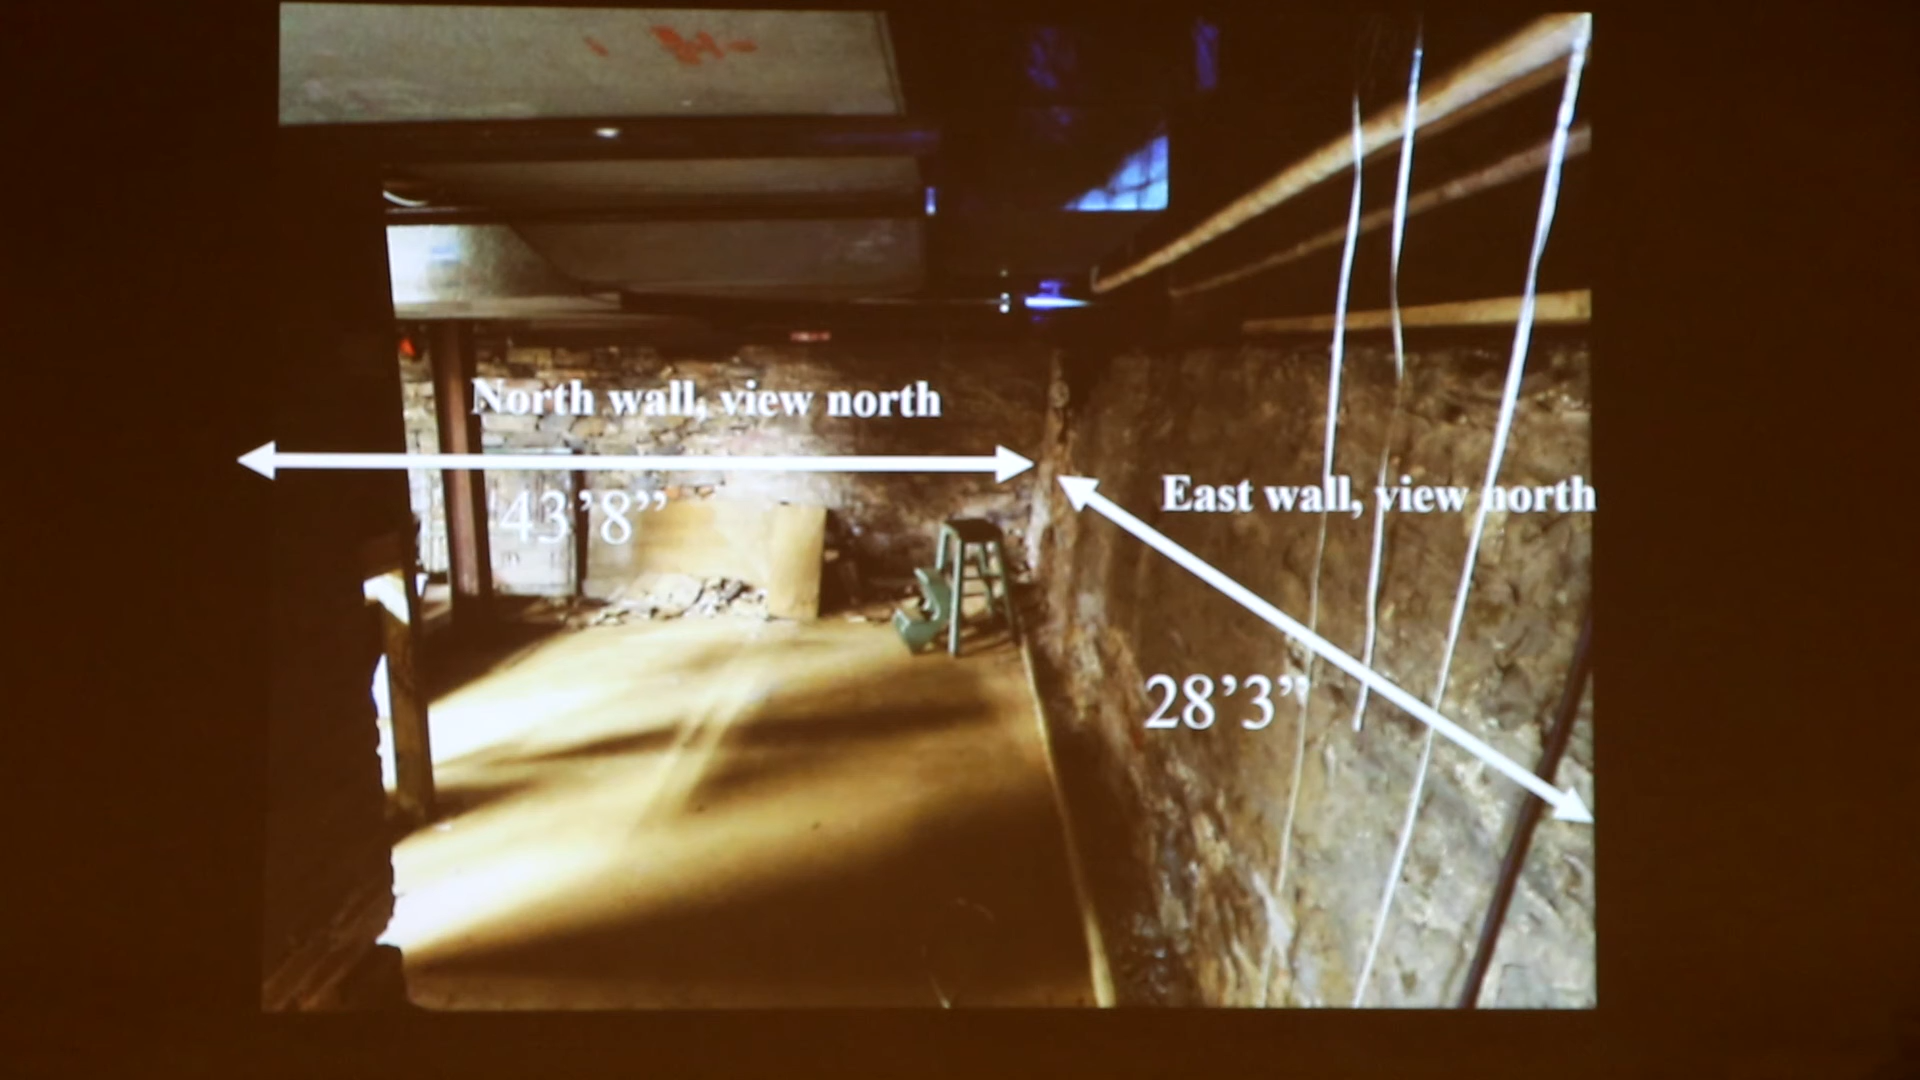 North wall, view north
43’8”
East wall, view north
28’3”